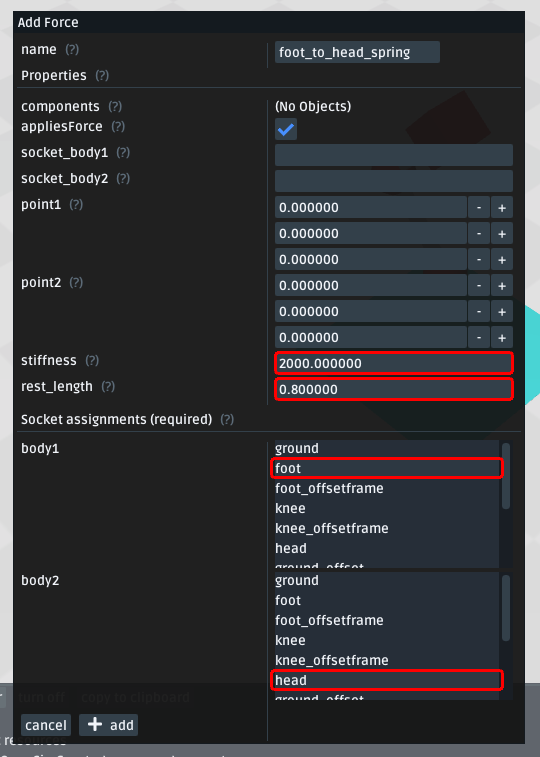 Add Force
name (?) foot_to_head_spring
Properties (?)
components (?) (No Objects)
appliesForce (?)
socket_body1 (?)
socket_body2 (?)
point1 (?) 0.000000 - +
0.000000 - +
0.000000 - +
point2 (?) 0.000000 - +
0.000000 - +
0.000000 - +
stiffness (?) 2000.000000
rest_length (?) 0.800000
Socket assignments (required) (?)
body1 ground
foot
foot_offsetframe
knee
knee_offsetframe
head
ground_offset
body2 ground
foot
foot_offsetframe
knee
knee_offsetframe
head
ground_offset
turn off copy to clipboard
cancel + add